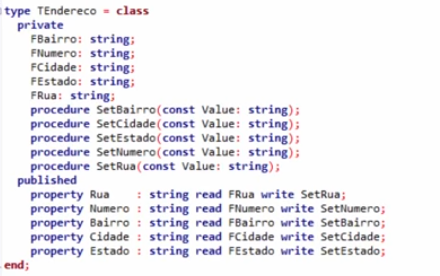 type TEndereco = class
private
FBairro: string;
FNumero: string;
FCidade: string;
FEstado: string;
FRua: string;
procedure SetBairro(const Value: string);
procedure SetCidade(const Value: string);
procedure SetEstado(const Value: string);
procedure SetNumero(const Value: string);
procedure SetRua(const Value: string);
published
property Rua : string read FRua write SetRua;
property Numero : string read FNumero write SetNumero;
property Bairro : string read FBairro write SetBairro;
property Cidade : string read FCidade write SetCidade;
property Estado : string read FEstado write SetEstado;
end;